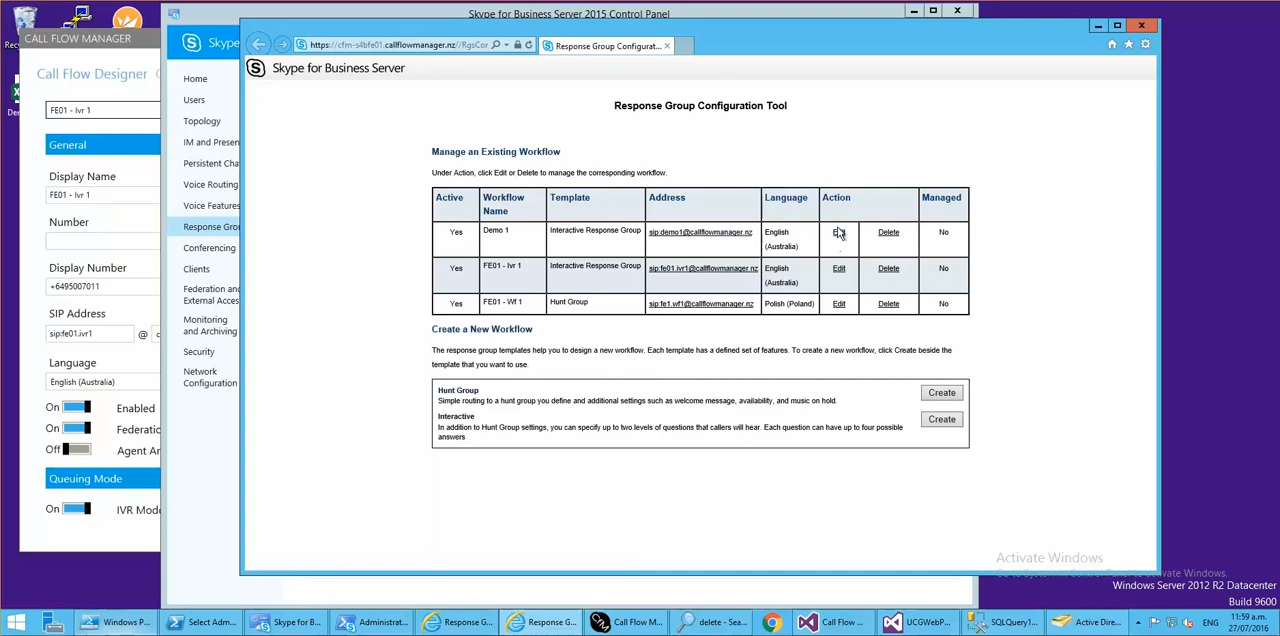 Skype for Business Server 2015 Control Panel
CALL FLOW MANAGER
Call Flow Designer
FE01 - Ivr 1
General
Display Name
FE01 - Ivr 1
Number
Display Number
+6495007011
SIP Address
sip:fe01.ivr1 @
Language
English (Australia)
On Enabled
On Federatio
Off Agent An
Queuing Mode
On IVR Mode
Skype
Home
Users
Topology
IM and Presen
Persistent Cha
Voice Routing
Voice Features
Response Grou
Conferencing
Clients
Federation and
External Acces
Monitoring
and Archiving
Security
Network
Configuration
https://cfm-s4bfe01.callflowmanager.nz/RgsCor
Response Group Configurat...
Skype for Business Server
Response Group Configuration Tool
Manage an Existing Workflow
Under Action, click Edit or Delete to manage the corresponding workflow.
Active Workflow Name Template Address Language Action Managed
Yes Demo 1 Interactive Response Group sip:demo1@callflowmanager.nz English (Australia) Edit Delete No
Yes FE01 - Ivr 1 Interactive Response Group sip:fe01.ivr1@callflowmanager.nz English (Australia) Edit Delete No
Yes FE01 - Wf 1 Hunt Group sip:fe1.wf1@callflowmanager.nz Polish (Poland) Edit Delete No
Create a New Workflow
The response group templates help you to design a new workflow. Each template has a defined set of features. To create a new workflow, click Create beside the
template that you want to use.
Hunt Group
Simple routing to a hunt group you define and additional settings such as welcome message, availability, and music on hold.
Create
Interactive
In addition to Hunt Group settings, you can specify up to two levels of questions that callers will hear. Each question can have up to four possible
answers
Create
Activate Windows
Windows Server 2012 R2 Datacenter
Build 9600
Windows P...
Select Adm...
Skype for B...
Administrat...
Response G...
Response G...
Call Flow M...
delete - Sea...
Call Flow ...
UCGWebP...
SQLQuery1...
Active Dire...
ENG
11:59 a.m.
27/07/2016